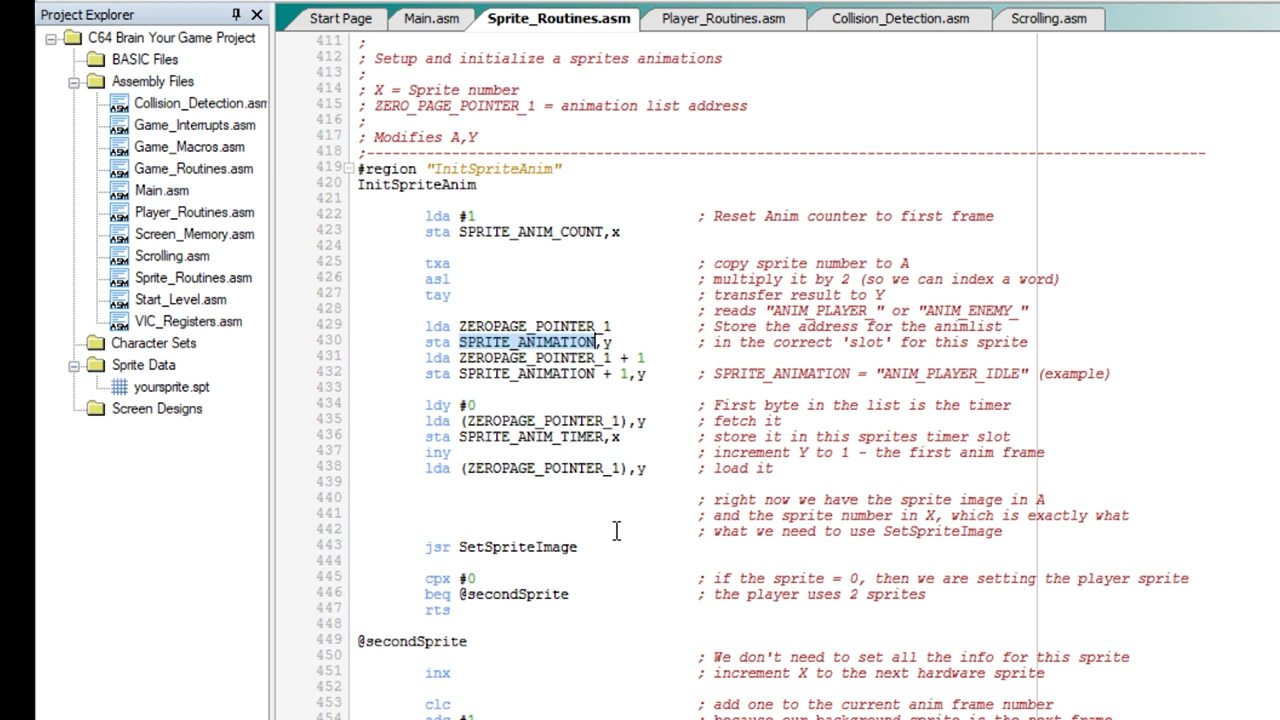 Project Explorer
C64 Brain Your Game Project
BASIC Files
Assembly Files
Collision_Detection.asm
Game_Interrupts.asm
Game_Macros.asm
Game_Routines.asm
Main.asm
Player_Routines.asm
Screen_Memory.asm
Scrolling.asm
Sprite_Routines.asm
Start_Level.asm
VIC_Registers.asm
Character Sets
Sprite Data
yoursprite.spt
Screen Designs
Start Page Main.asm Sprite_Routines.asm Player_Routines.asm Collision_Detection.asm Scrolling.asm
411 ;
412 ; Setup and initialize a sprites animations
413 ;
414 ; X = Sprite number
415 ; ZERO_PAGE_POINTER_1 = animation list address
416 ;
417 ; Modifies A,Y
418 ;-----------------------------------------------------------------------------------------------------
419 #region "InitSpriteAnim"
420 InitSpriteAnim
421
422 lda #1 ; Reset Anim counter to first frame
423 sta SPRITE_ANIM_COUNT,x
424
425 txa ; copy sprite number to A
426 asl ; multiply it by 2 (so we can index a word)
427 tay ; transfer result to Y
428 ; reads "ANIM_PLAYER_" or "ANIM_ENEMY_"
429 lda ZEROPAGE_POINTER_1 ; Store the address for the animlist
430 sta SPRITE_ANIMATION,y ; in the correct 'slot' for this sprite
431 lda ZEROPAGE_POINTER_1 + 1
432 sta SPRITE_ANIMATION + 1,y ; SPRITE_ANIMATION = "ANIM_PLAYER_IDLE" (example)
433
434 ldy #0 ; First byte in the list is the timer
435 lda (ZEROPAGE_POINTER_1),y ; fetch it
436 sta SPRITE_ANIM_TIMER,x ; store it in this sprites timer slot
437 iny ; increment Y to 1 - the first anim frame
438 lda (ZEROPAGE_POINTER_1),y ; load it
439
440 ; right now we have the sprite image in A
441 ; and the sprite number in X, which is exactly what
442 ; what we need to use SetSpriteImage
443 jsr SetSpriteImage
444
445 cpx #0 ; if the sprite = 0, then we are setting the player sprite
446 beq @secondSprite ; the player uses 2 sprites
447 rts
448
449 @secondSprite
450 ; We don't need to set all the info for this sprite
451 inx ; increment X to the next hardware sprite
452
453 clc ; add one to the current anim frame number
454 adc #1 ; because our background sprite is the next frame